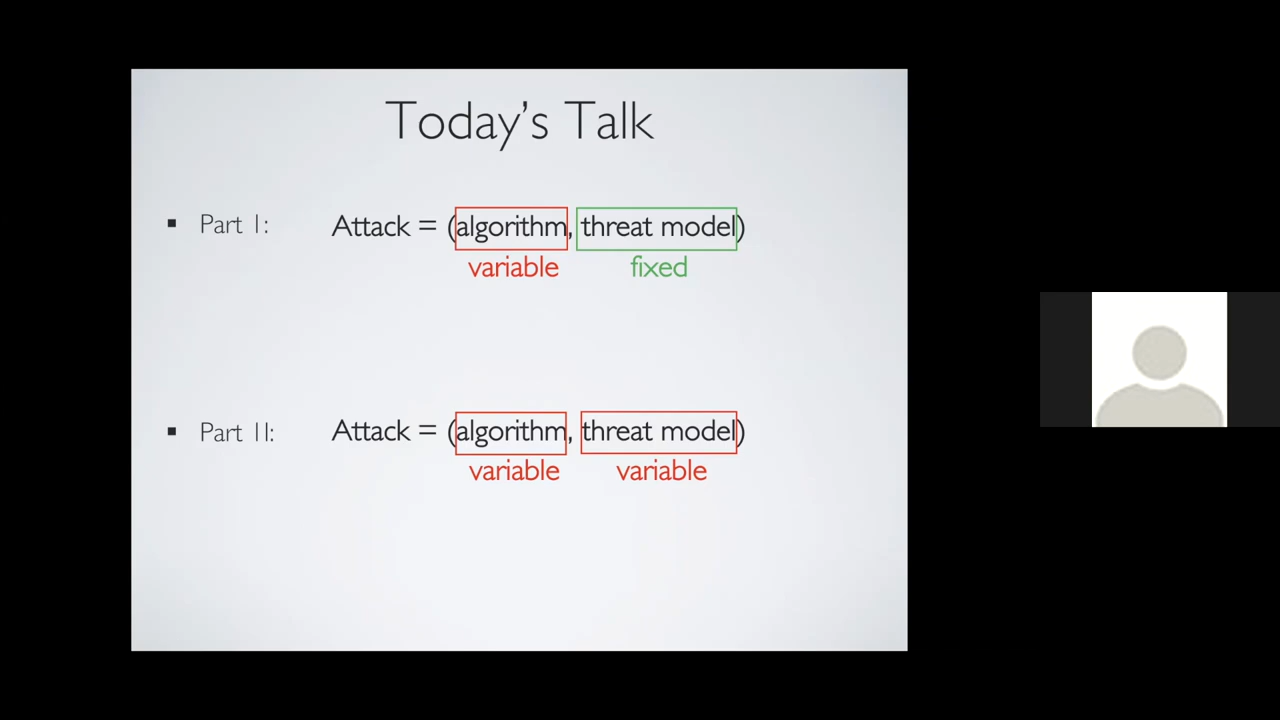 Today's Talk
▪ Part I: Attack = (algorithm, threat model)
variable fixed
▪ Part II: Attack = (algorithm, threat model)
variable variable